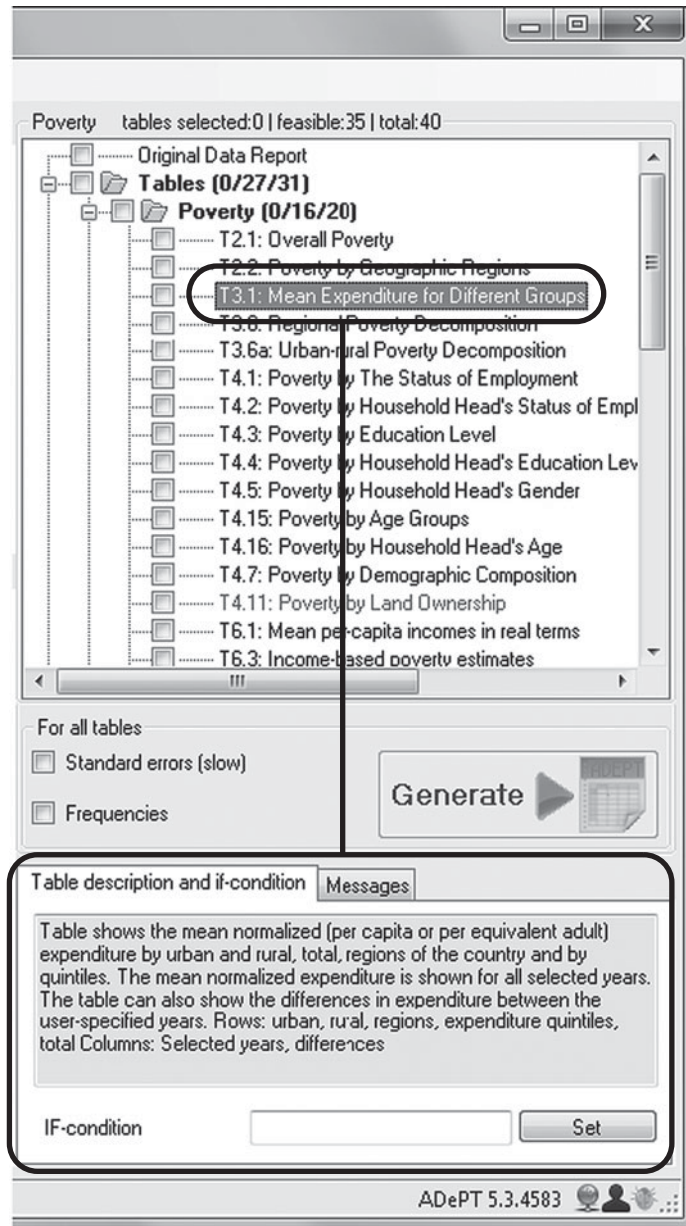 Poverty tables selected:0 | feasible:35 | total:40
Original Data Report
Tables (0/27/31)
Poverty (0/16/20)
T2.1: Overall Poverty
T2.2: Poverty by Geographic Regions
T3.1: Mean Expenditure for Different Groups
T3.6: Regional Poverty Decomposition
T3.6a: Urban-rural Poverty Decomposition
T4.1: Poverty by The Status of Employment
T4.2: Poverty by Household Head's Status of Empl
T4.3: Poverty by Education Level
T4.4: Poverty by Household Head's Education Lev
T4.5: Poverty by Household Head's Gender
T4.15: Poverty by Age Groups
T4.16: Poverty by Household Head's Age
T4.7: Poverty by Demographic Composition
T4.11: Poverty by Land Ownership
T6.1: Mean per-capita incomes in real terms
T6.3: Income-based poverty estimates
For all tables
Standard errors (slow)
Frequencies
Generate
ADEPT
Table description and if-condition Messages
Table shows the mean normalized (per capita or per equivalent adult)
expenditure by urban and rural, total, regions of the country and by
quintiles. The mean normalized expenditure is shown for all selected years.
The table can also show the differences in expenditure between the
user-specified years. Rows: urban, rural, regions, expenditure quintiles,
total Columns: Selected years, differences
IF-condition Set
ADePT 5.3.4583